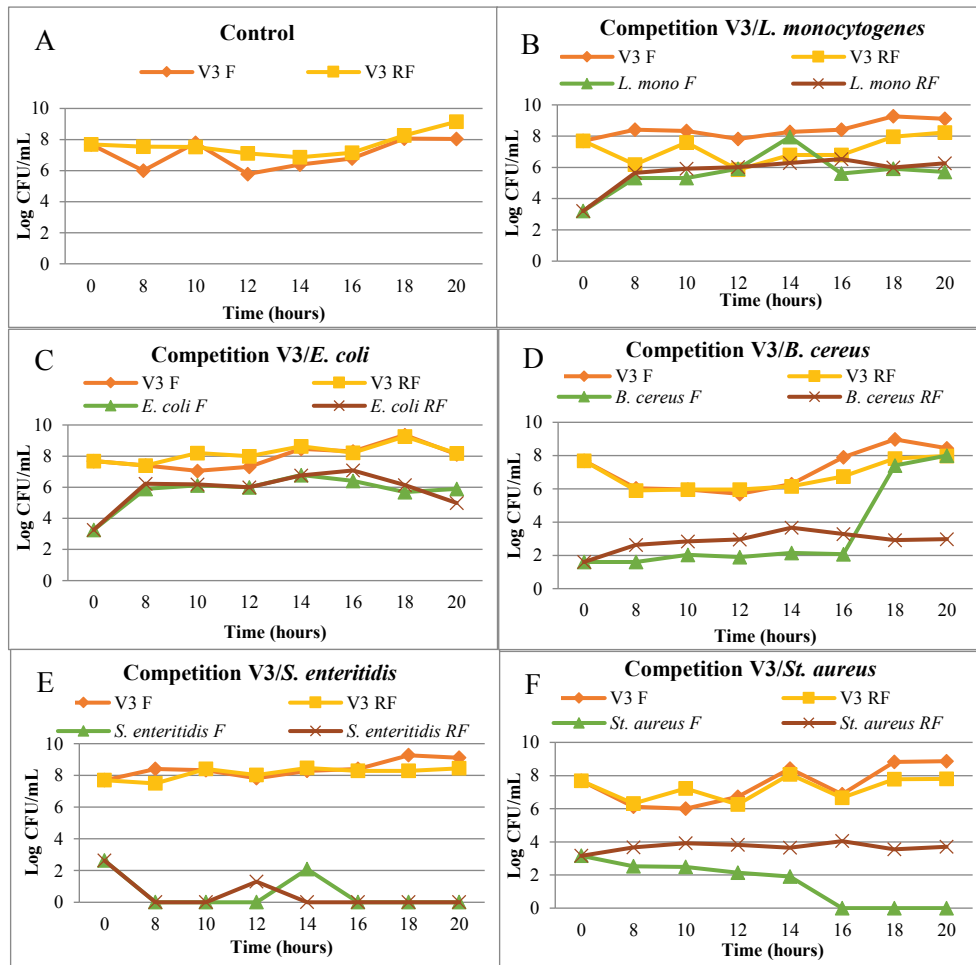 A
Control
V3 F
V3 RF
Log CFU/mL
10
8
6
4
2
0
0 8 10 12 14 16 18 20
Time (hours)
B
Competition V3/L. monocytogenes
V3 F
V3 RF
L. mono F
L. mono RF
Log CFU/mL
10
8
6
4
2
0
0 8 10 12 14 16 18 20
Time (hours)
C
Competition V3/E. coli
V3 F
V3 RF
E. coli F
E. coli RF
Log CFU/mL
10
8
6
4
2
0
0 8 10 12 14 16 18 20
Time (hours)
D
Competition V3/B. cereus
V3 F
V3 RF
B. cereus F
B. cereus RF
Log CFU/mL
10
8
6
4
2
0
0 8 10 12 14 16 18 20
Time (hours)
E
Competition V3/S. enteritidis
V3 F
V3 RF
S. enteritidis F
S. enteritidis RF
Log CFU/mL
10
8
6
4
2
0
0 8 10 12 14 16 18 20
Time (hours)
F
Competition V3/St. aureus
V3 F
V3 RF
St. aureus F
St. aureus RF
Log CFU/mL
10
8
6
4
2
0
0 8 10 12 14 16 18 20
Time (hours)